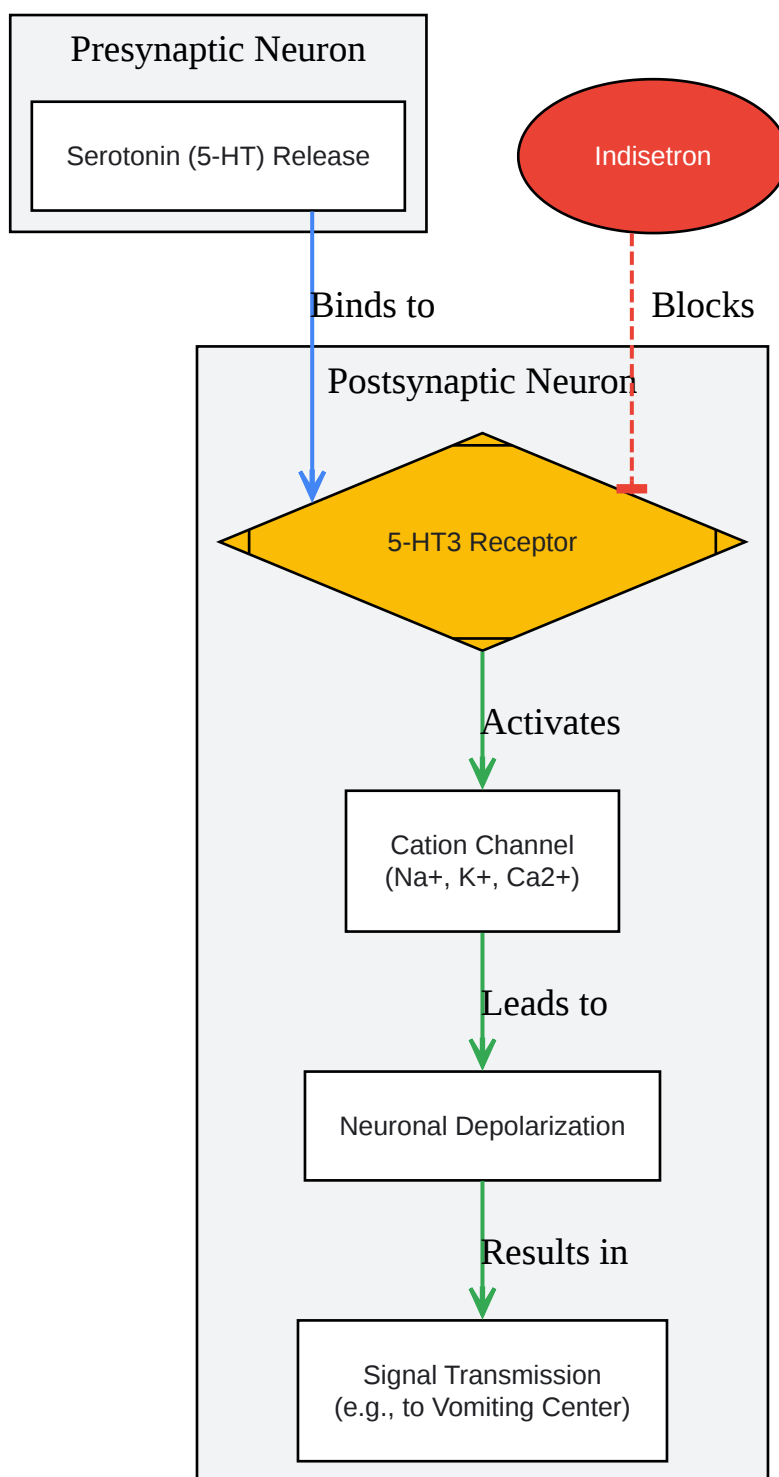 Presynaptic Neuron
Serotonin (5-HT) Release
Indisetron
Binds to
Blocks
Postsynaptic Neuron
5-HT3 Receptor
Activates
Cation Channel
(Na+, K+, Ca2+)
Leads to
Neuronal Depolarization
Results in
Signal Transmission
(e.g., to Vomiting Center)